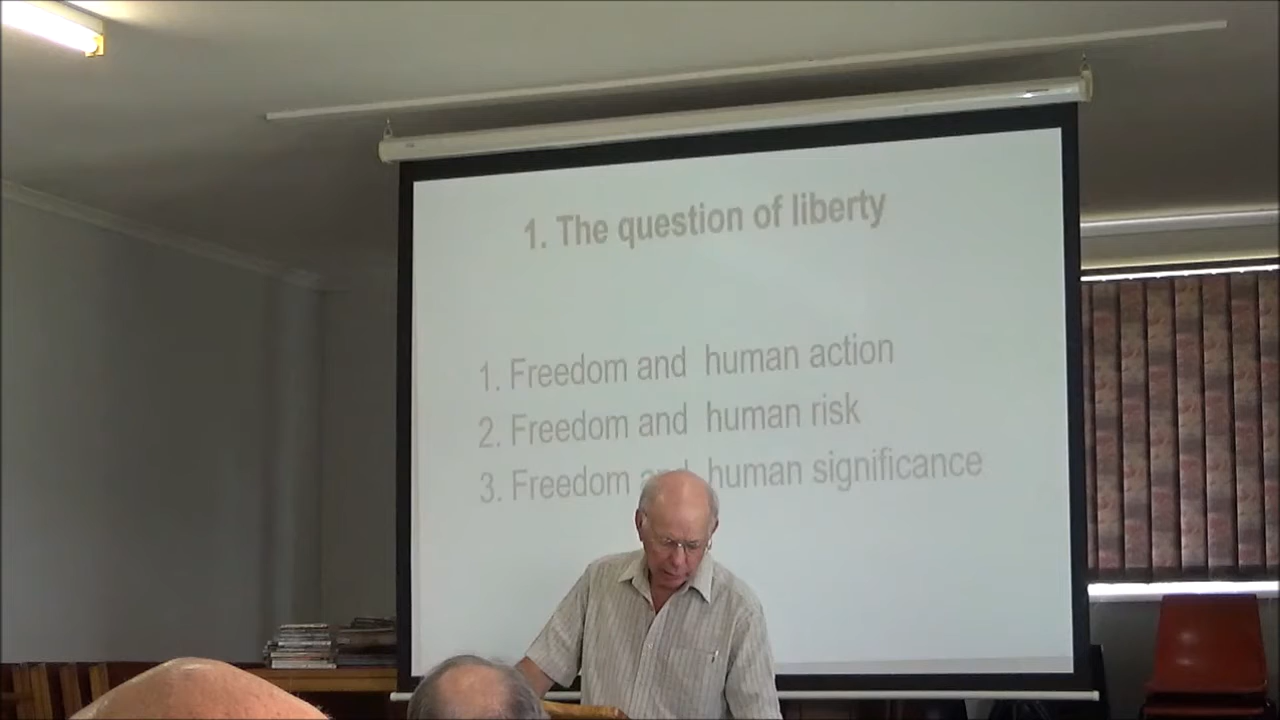 1. The question of liberty
1. Freedom and human action
2. Freedom and human risk
3. Freedom and human significance